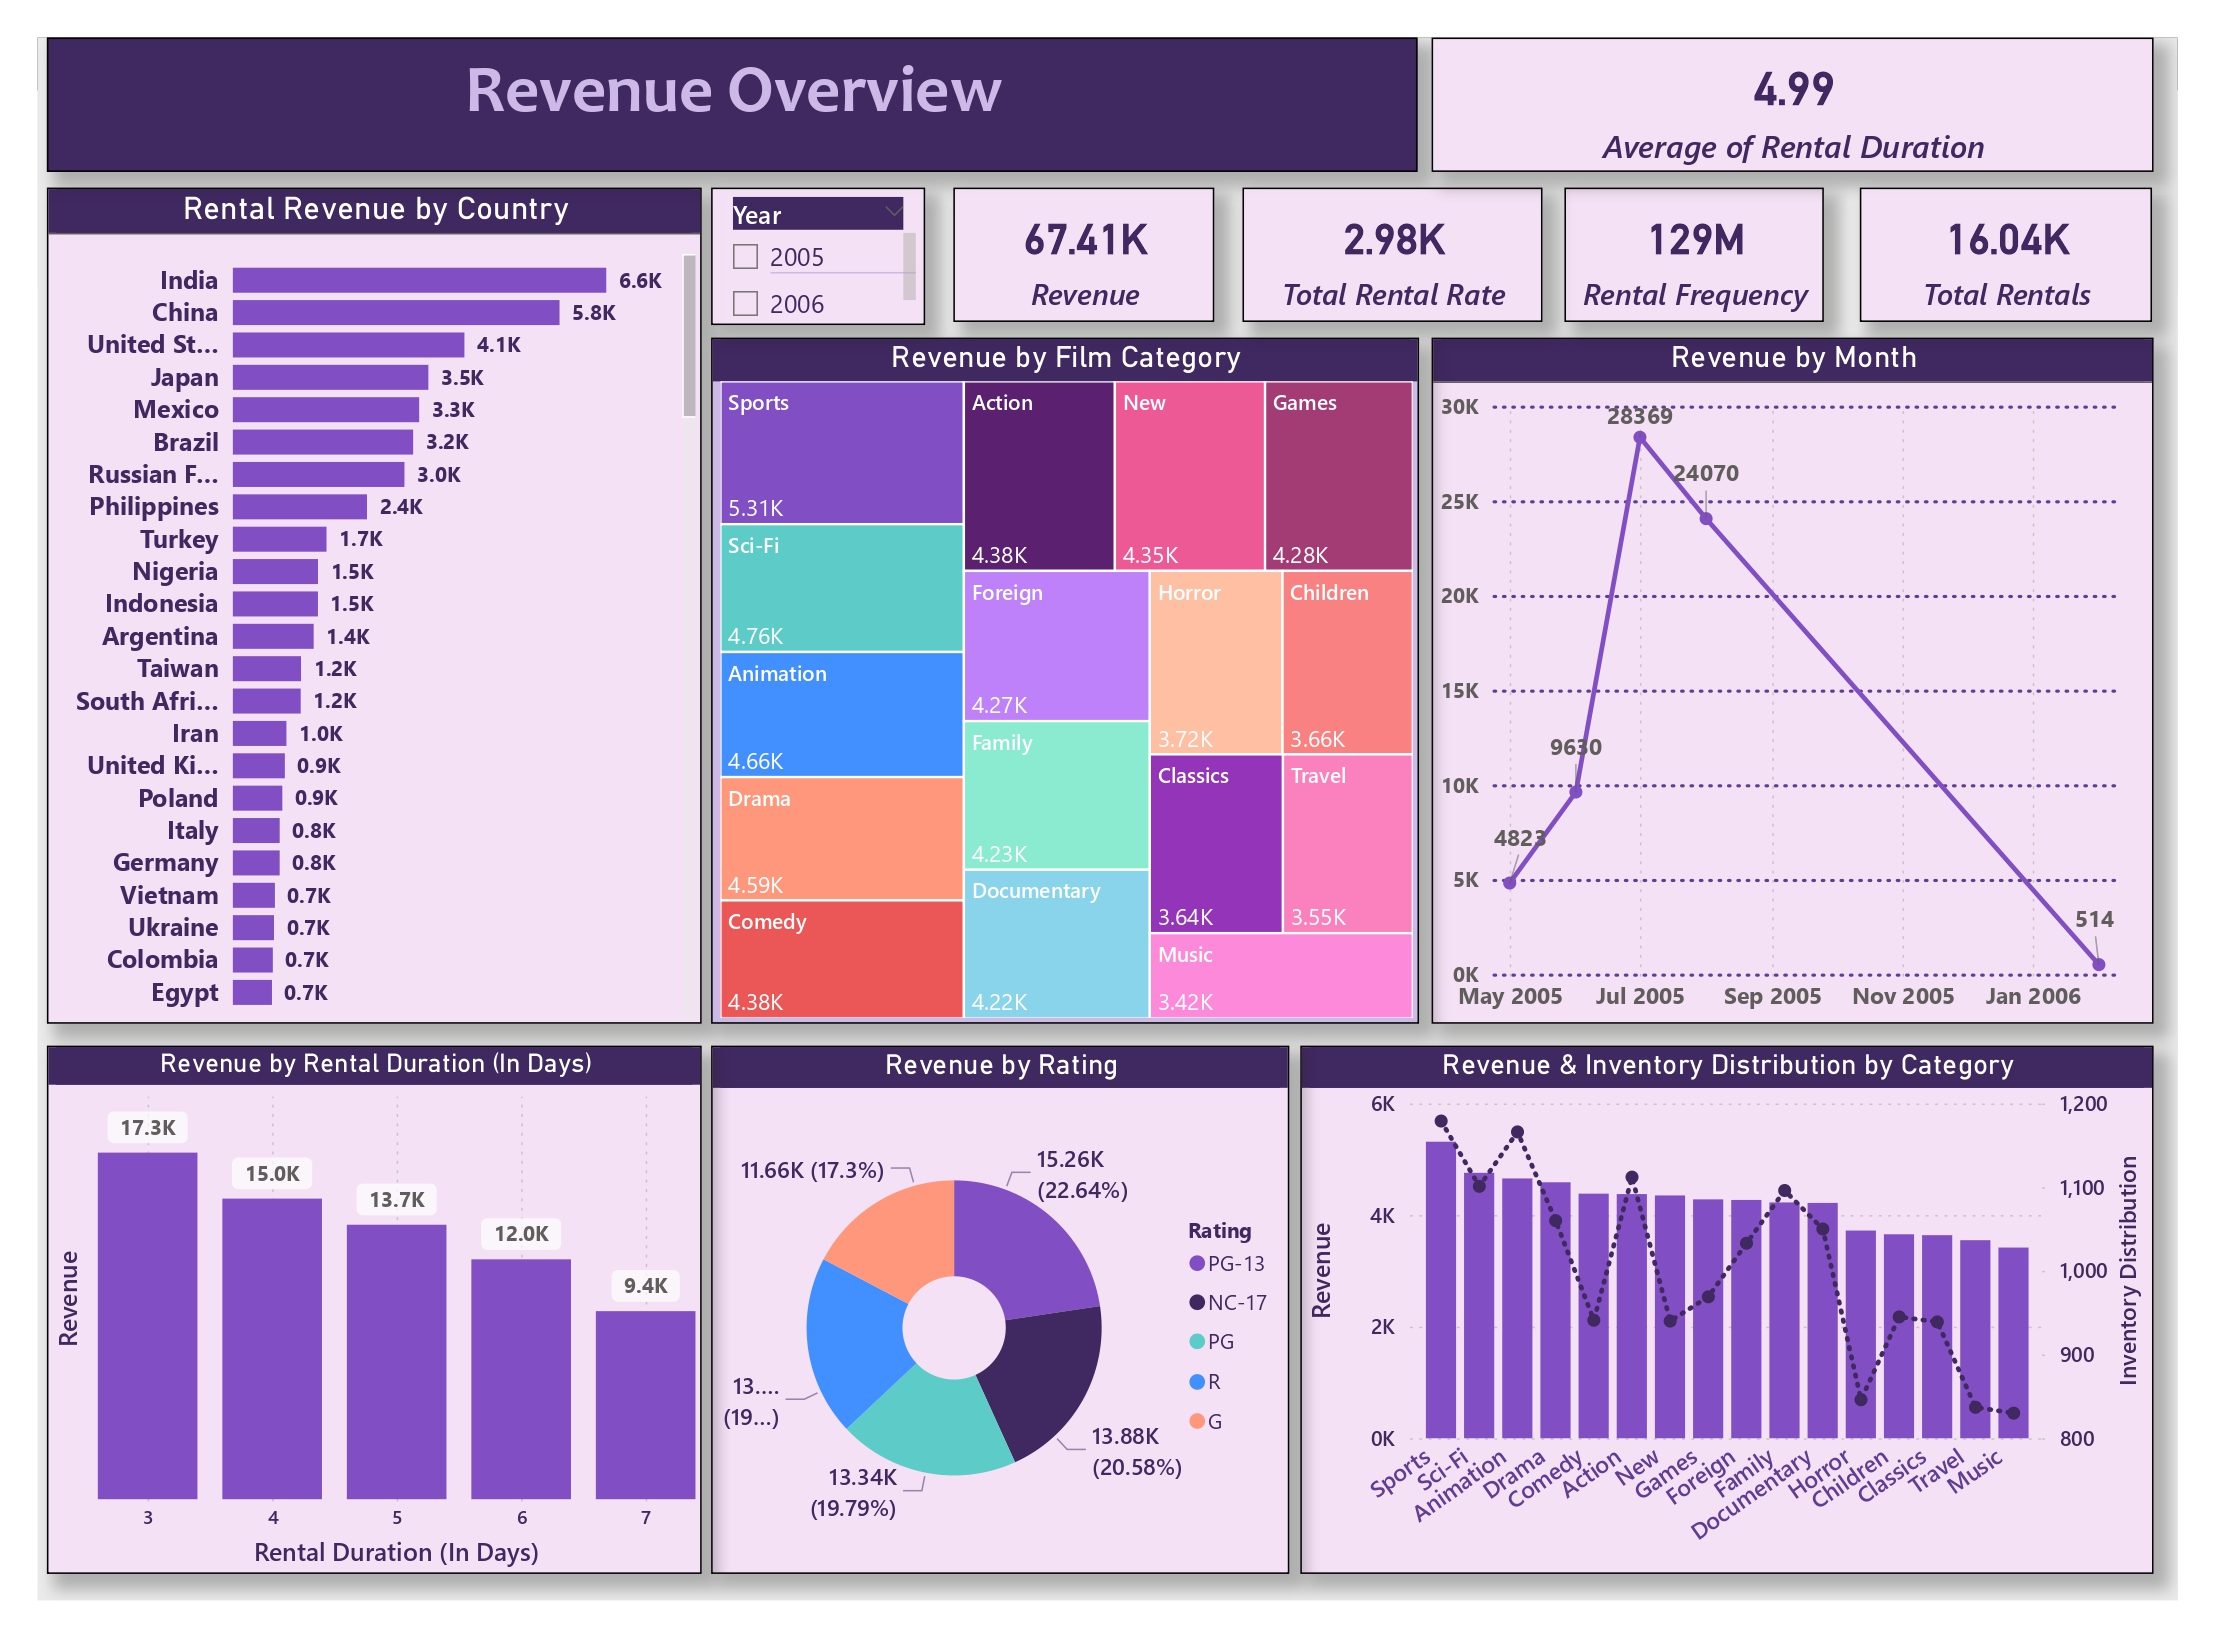 Revenue Overview
4.99
Average of Rental Duration
Rental Revenue by Country
India 6.6K
China 5.8K
United St... 4.1K
Japan 3.5K
Mexico 3.3K
Brazil 3.2K
Russian F... 3.0K
Philippines 2.4K
Turkey 1.7K
Nigeria 1.5K
Indonesia 1.5K
Argentina 1.4K
Taiwan 1.2K
South Afri... 1.2K
Iran 1.0K
United Ki... 0.9K
Poland 0.9K
Italy 0.8K
Germany 0.8K
Vietnam 0.7K
Ukraine 0.7K
Colombia 0.7K
Egypt 0.7K
Year
2005
2006
67.41K
Revenue
2.98K
Total Rental Rate
129M
Rental Frequency
16.04K
Total Rentals
Revenue by Film Category
Sports
5.31K
Sci-Fi
4.76K
Animation
4.66K
Drama
4.59K
Comedy
4.38K
Action
4.38K
New
4.35K
Games
4.28K
Foreign
4.27K
Family
4.23K
Documentary
4.22K
Horror
3.72K
Children
3.66K
Classics
3.64K
Travel
3.55K
Music
3.42K
Revenue by Month
30K
25K
20K
15K
10K
5K
0K
4823
9630
28369
24070
514
May 2005 Jul 2005 Sep 2005 Nov 2005 Jan 2006
Revenue by Rental Duration (In Days)
Revenue
17.3K
15.0K
13.7K
12.0K
9.4K
3 4 5 6 7
Rental Duration (In Days)
Revenue by Rating
15.26K
(22.64%)
13.88K
(20.58%)
13.34K
(19.79%)
13....
(19...)
11.66K (17.3%)
Rating
PG-13
NC-17
PG
R
G
Revenue & Inventory Distribution by Category
Revenue
6K
4K
2K
0K
1,200
1,100
1,000
900
800
Inventory Distribution
Sports
Sci-Fi
Animation
Drama
Comedy
Action
New
Games
Foreign
Family
Documentary
Horror
Children
Classics
Travel
Music